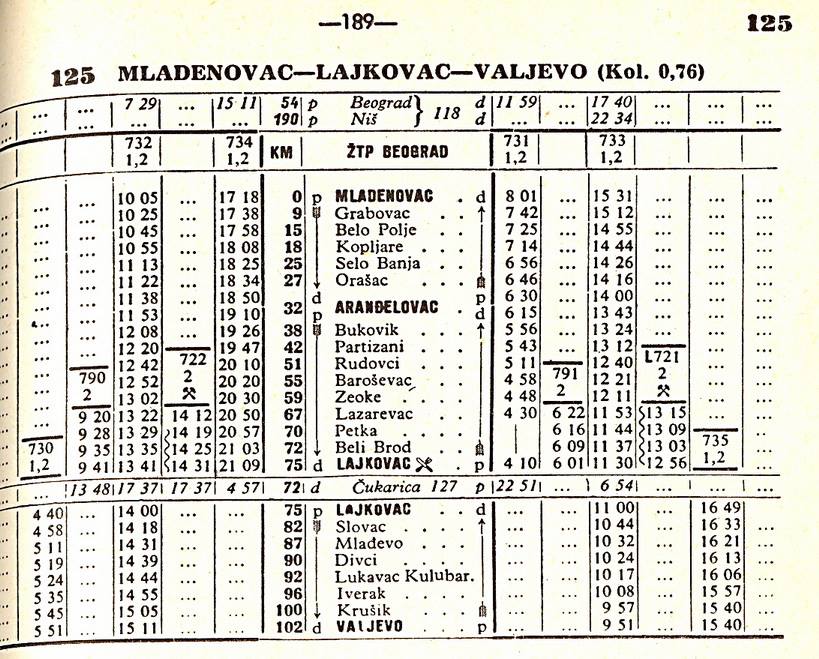 —189—
125
125 MLADENOVAC—LAJKOVAC—VALJEVO (Kol. 0,76)
... ... 7 29 ... 15 11 54 p Beograd } 118 d 11 59 ... 17 40 ... ... ...
... ... ... ... ... 190 p Niš } d ... ... 22 34 ... ... ...
732 734 731 733
1,2 1,2 KM ŽTP BEOGRAD 1,2 1,2
... ... 10 05 ... 17 18 0 p MLADENOVAC . d 8 01 ... 15 31 ... ... ...
... ... 10 25 ... 17 38 9 Grabovac . . ↑ 7 42 ... 15 12 ... ... ...
... ... 10 45 ... 17 58 15 Belo Polje . . 7 25 ... 14 55 ... ... ...
... ... 10 55 ... 18 08 18 Kopljare . . . 7 14 ... 14 44 ... ... ...
... ... 11 13 ... 18 25 25 Selo Banja . . 6 56 ... 14 26 ... ... ...
... ... 11 22 ... 18 34 27 ↓ Orašac . . . 6 46 ... 14 16 ... ... ...
... ... 11 38 ... 18 50 32 d ARANĐELOVAC . p 6 30 ... 14 00 ... ... ...
... ... 11 53 ... 19 10 p d 6 15 ... 13 43 ... ... ...
... ... 12 08 ... 19 26 38 Bukovik . . . ↑ 5 56 ... 13 24 ... ... ...
... ... 12 20 19 47 42 Partizani . . . 5 43 ... 13 12 ... ...
... 12 42 722 20 10 51 Rudovci . . . 5 11 12 40 L721 ... ...
... 790 12 52 2 20 20 55 Baroševac . . 4 58 791 12 21 2 ... ...
... 2 13 02 ⚒ 20 30 59 Zeoke . . . 4 48 2 12 11 ⚒ ... ...
... 9 20 13 22 14 12 20 50 67 Lazarevac . . 4 30 6 22 11 53 13 15 ... ...
9 28 13 29 14 19 20 57 70 Petka . . . | 6 16 11 44 13 09 735 ..
730 9 35 13 35 14 25 21 03 72 ↓ Beli Brod . . 6 09 11 37 13 03 ...
1,2 9 41 13 41 14 31 21 09 75 d LAJKOVAC . p 4 10 6 01 11 30 12 56 1,2 ...
... 13 48 17 37 17 37 4 57 72 d Čukarica 127 p 22 51 ... 6 54 ... ... ...
4 40 ... 14 00 ... ... 75 p LAJKOVAC d ... ... 11 00 ... 16 49
4 58 ... 14 18 ... ... 82 Slovac . . . . ↑ ... ... 10 44 ... 16 33 ...
5 11 ... 14 31 ... ... 87 Mlađevo . . . ... ... 10 32 ... 16 21 ...
5 19 ... 14 39 ... ... 90 Divci . . . . ... ... 10 24 ... 16 13 ...
5 24 ... 14 44 ... ... 92 Lukavac Kulubar. ... ... 10 17 ... 16 06 ...
5 35 ... 14 55 ... ... 96 Iverak . . . . ... ... 10 08 ... 15 57 ...
5 45 ... 15 05 ... ... 100 ↓ Krušik . . . ... ... 9 57 ... 15 40 ...
5 51 ... 15 11 ... ... 102 d VALJEVO . . . p ... ... 9 51 ... 15 40 ...